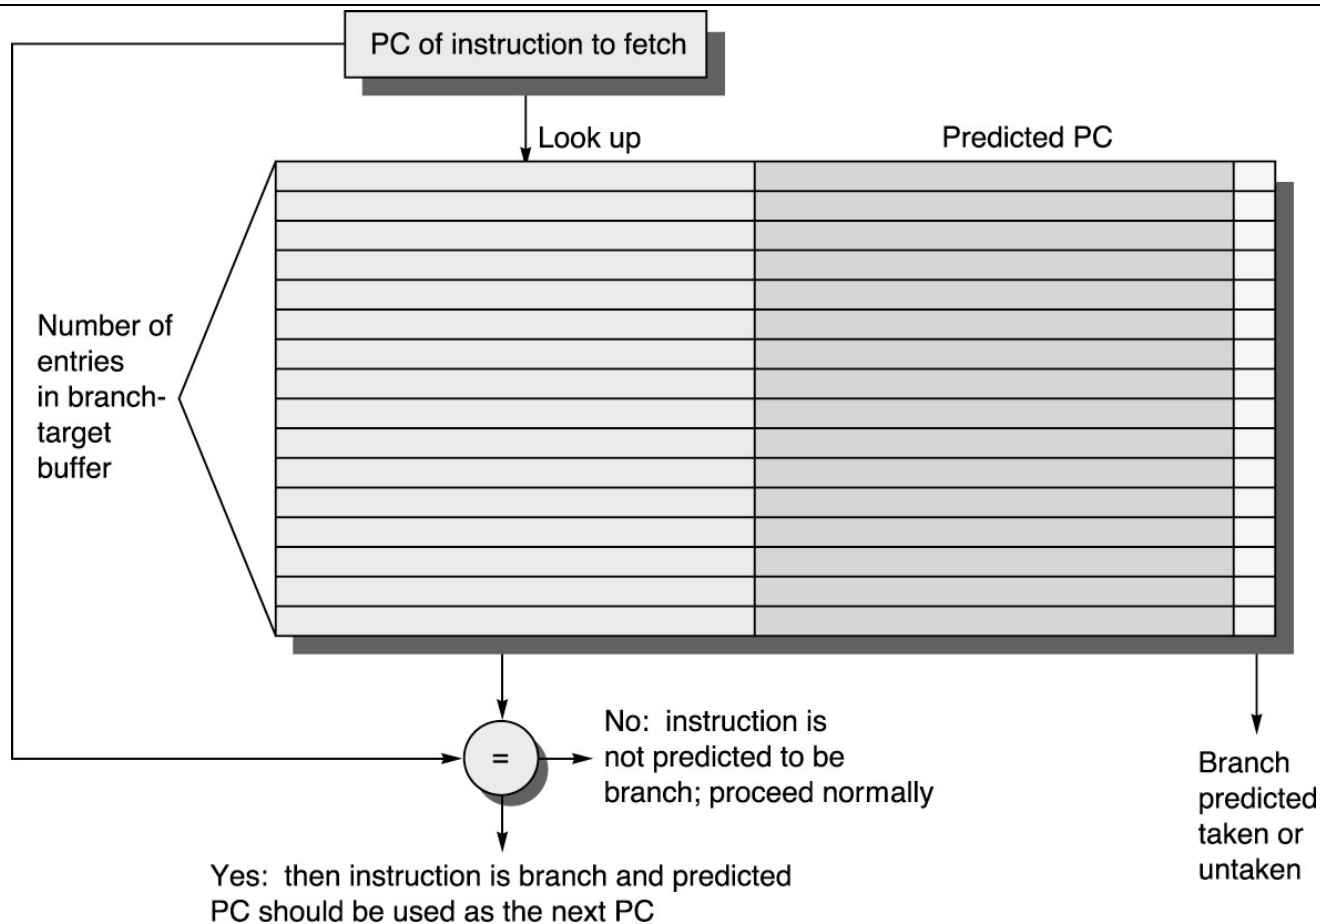 PC of instruction to fetch
Look up
Predicted PC
Number of
entries
in branch-
target
buffer
=
No: instruction is
not predicted to be
branch; proceed normally
Branch
predicted
taken or
untaken
Yes: then instruction is branch and predicted
PC should be used as the next PC